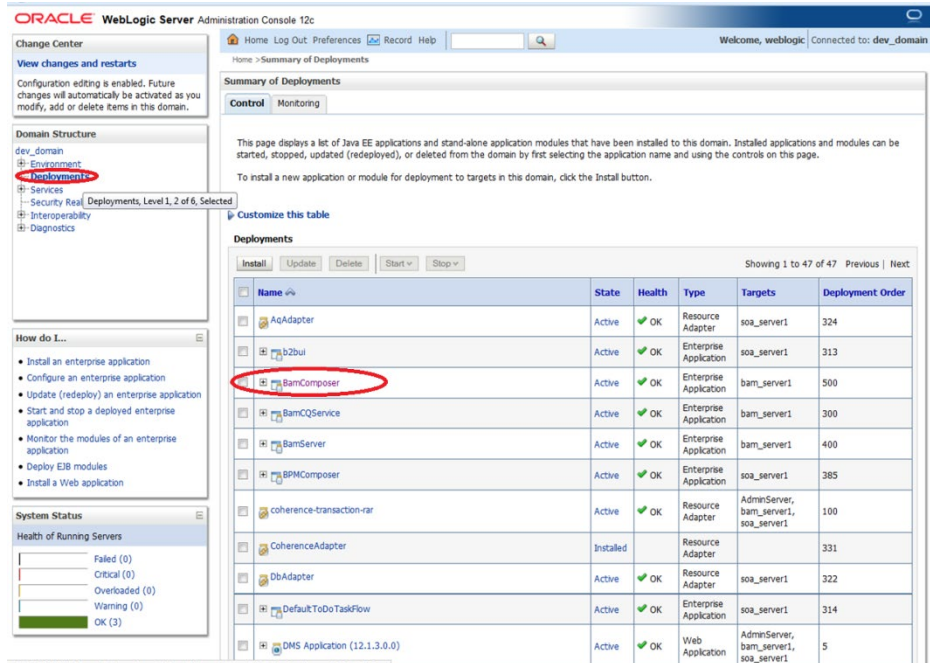 ORACLE WebLogic Server Administration Console 12c
Change Center
View changes and restarts
Configuration editing is enabled. Future
changes will automatically be activated as you
modify, add or delete items in this domain.
Domain Structure
dev_domain
Environment
Deployments
Services
Security Real
Deployments, Level 1, 2 of 6, Selected
Interoperability
Diagnostics
How do I...
Install an enterprise application
Configure an enterprise application
Update (redeploy) an enterprise application
Start and stop a deployed enterprise
application
Monitor the modules of an enterprise
application
Deploy EJB modules
Install a Web application
System Status
Health of Running Servers
Failed (0)
Critical (0)
Overloaded (0)
Warning (0)
OK (3)
Home Log Out Preferences Record Help
Welcome, weblogic Connected to: dev_domain
Home >Summary of Deployments
Summary of Deployments
Control Monitoring
This page displays a list of Java EE applications and stand-alone application modules that have been installed to this domain. Installed applications and modules can be
started, stopped, updated (redeployed), or deleted from the domain by first selecting the application name and using the controls on this page.
To install a new application or module for deployment to targets in this domain, click the Install button.
Customize this table
Deployments
Install Update Delete Start Stop Showing 1 to 47 of 47 Previous | Next
Name State Health Type Targets Deployment Order
AqAdapter Active OK Resource Adapter soa_server1 324
b2bui Active OK Enterprise Application soa_server1 313
BamComposer Active OK Enterprise Application bam_server1 500
BamCQService Active OK Enterprise Application bam_server1 300
BamServer Active OK Enterprise Application bam_server1 400
BPMComposer Active OK Enterprise Application soa_server1 385
coherence-transaction-rar Active OK Resource Adapter AdminServer, bam_server1, soa_server1 100
CoherenceAdapter Installed Resource Adapter 331
DbAdapter Active OK Resource Adapter soa_server1 322
DefaultToDoTaskFlow Active OK Enterprise Application soa_server1 314
DMS Application (12.1.3.0.0) Active OK Web Application AdminServer, bam_server1, soa_server1 5